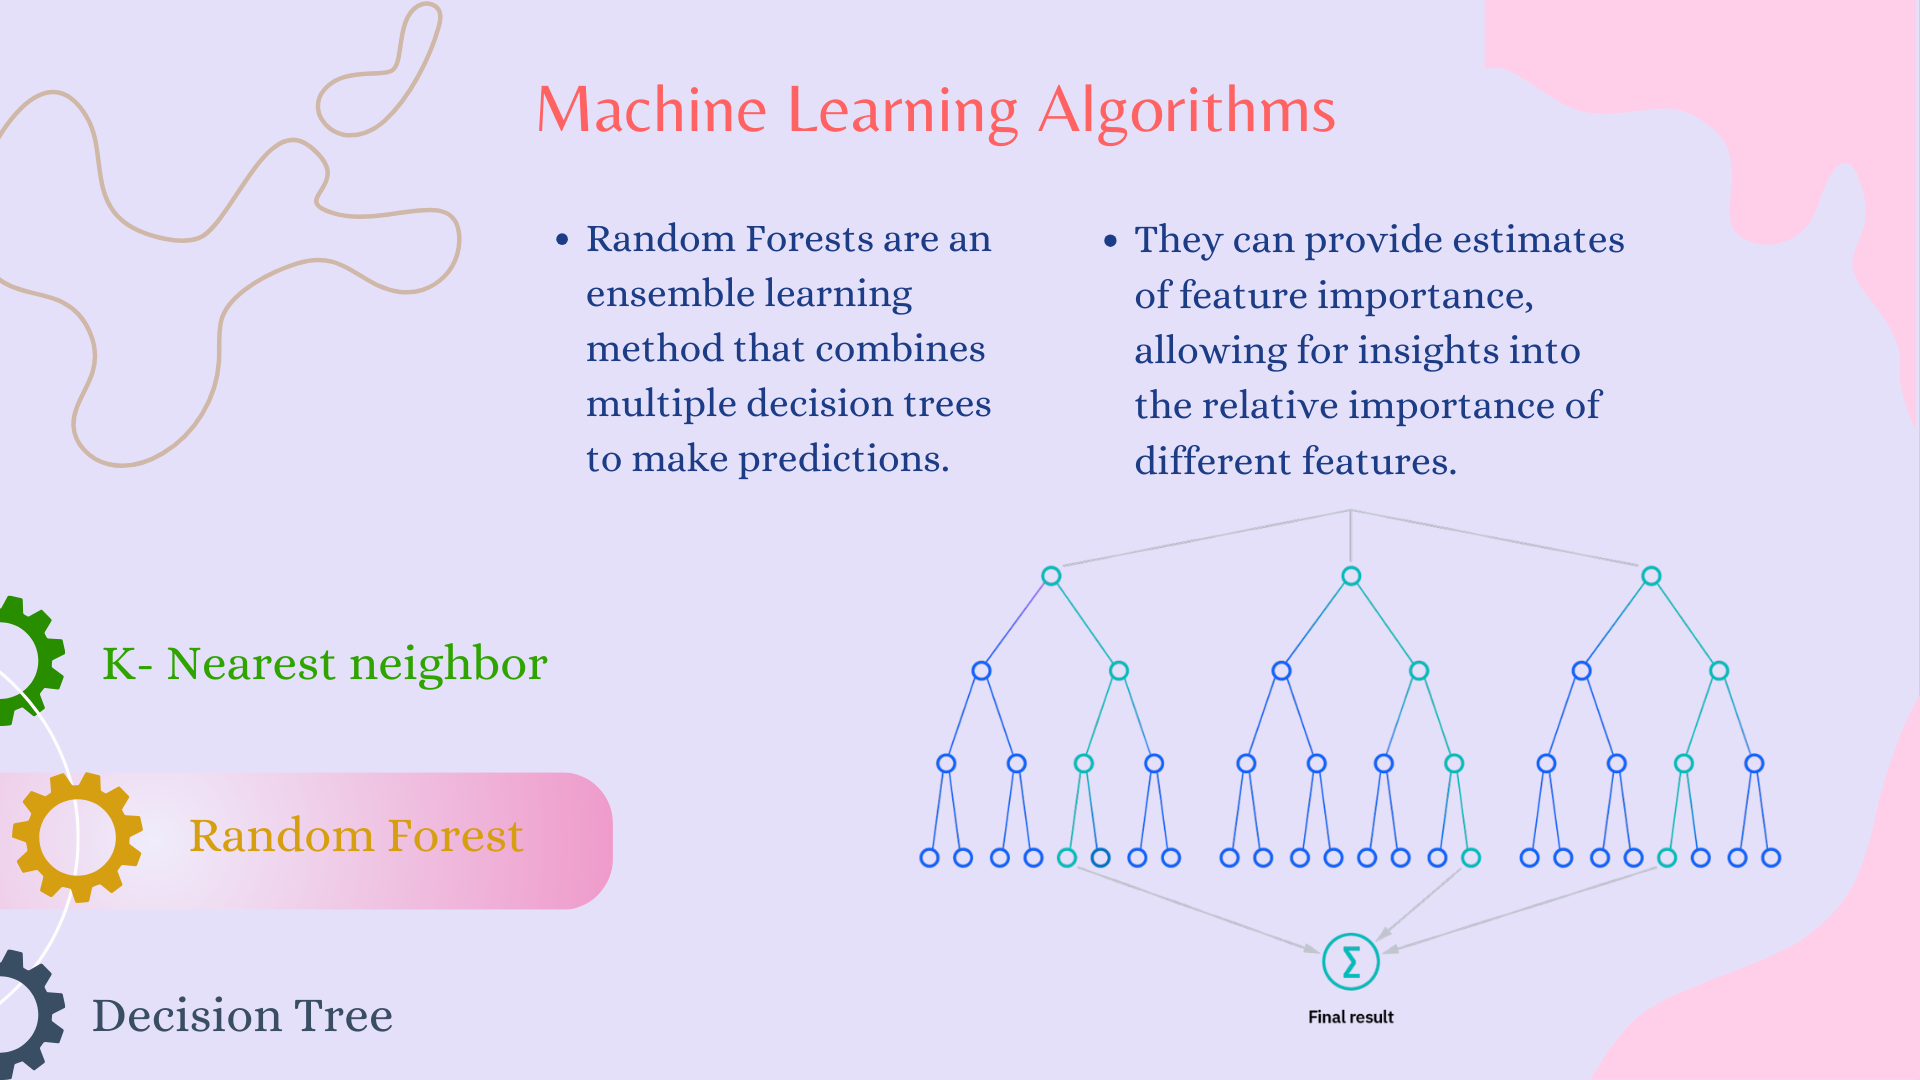 Machine Learning Algorithms
• Random Forests are an
ensemble learning
method that combines
multiple decision trees
to make predictions.
• They can provide estimates
of feature importance,
allowing for insights into
the relative importance of
different features.
K- Nearest neighbor
Random Forest
Decision Tree
Σ
Final result